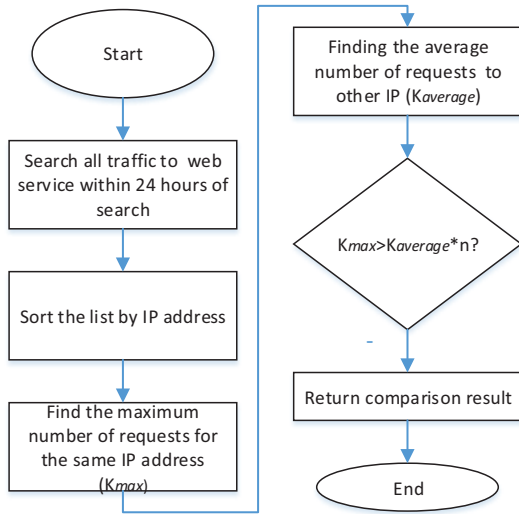 Start
Search all traffic to web
service within 24 hours of
search
Sort the list by IP address
Find the maximum
number of requests for
the same IP address
(Kmax)
Finding the average
number of requests to
other IP (Kaverage)
Kmax>Kaverage*n?
-
Return comparison result
End